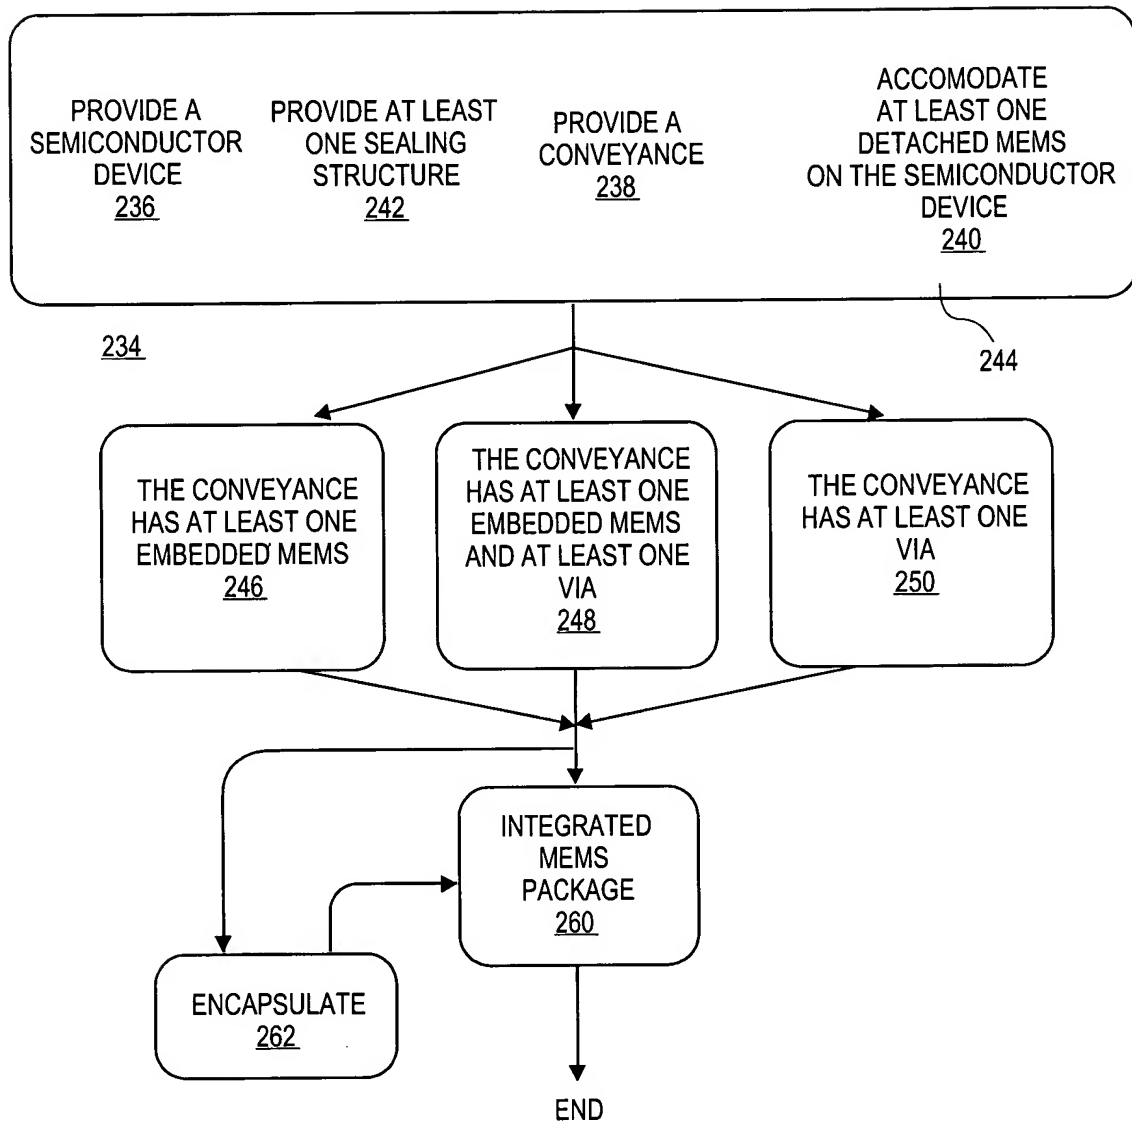 PROVIDE A
SEMICONDUCTOR
DEVICE
236
PROVIDE AT LEAST
ONE SEALING
STRUCTURE
242
PROVIDE A
CONVEYANCE
238
ACCOMODATE
AT LEAST ONE
DETACHED MEMS
ON THE SEMICONDUCTOR
DEVICE
240
234
244
THE CONVEYANCE
HAS AT LEAST ONE
EMBEDDED MEMS
246
THE CONVEYANCE
HAS AT LEAST ONE
EMBEDDED MEMS
AND AT LEAST ONE
VIA
248
THE CONVEYANCE
HAS AT LEAST ONE
VIA
250
INTEGRATED
MEMS
PACKAGE
260
ENCAPSULATE
262
END